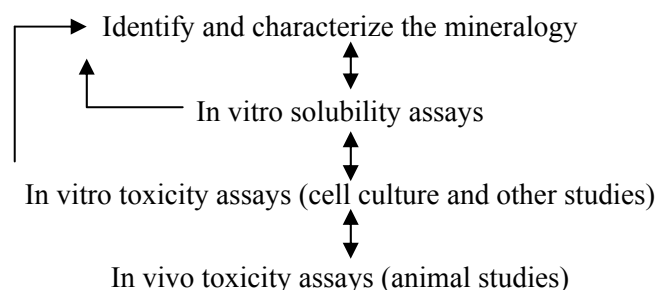 Identify and characterize the mineralogy
In vitro solubility assays
In vitro toxicity assays (cell culture and other studies)
In vivo toxicity assays (animal studies)